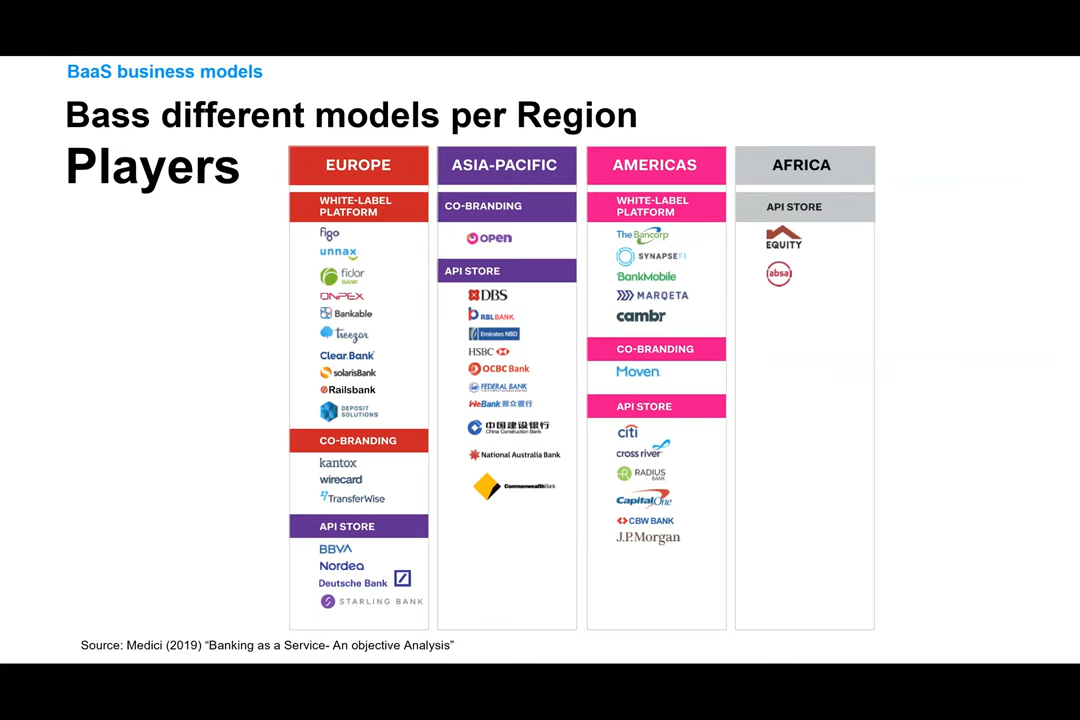 BaaS business models
Bass different models per Region
Players
EUROPE
WHITE-LABEL
PLATFORM
figo
unnax
fidor
BANK
ONPEX
Bankable
treezor
Clear.Bank
solarisBank
Railsbank
DEPOSIT
SOLUTIONS
CO-BRANDING
kantox
wirecard
TransferWise
API STORE
BBVA
Nordea
Deutsche Bank
STARLING BANK
ASIA-PACIFIC
CO-BRANDING
OPEN
API STORE
DBS
RBLBANK
Emirates NBD
HSBC
OCBC Bank
FEDERAL BANK
WeBank 微众银行
中国建设银行
China Construction Bank
National Australia Bank
CommonwealthBank
AMERICAS
WHITE-LABEL
PLATFORM
The Bancorp
SYNAPSEFI
BankMobile
MARQETA
cambr
CO-BRANDING
Moven
API STORE
citi
cross river
RADIUS
BANK
Capital One
CBW BANK
J.P.Morgan
AFRICA
API STORE
EQUITY
absa
Source: Medici (2019) “Banking as a Service- An objective Analysis”